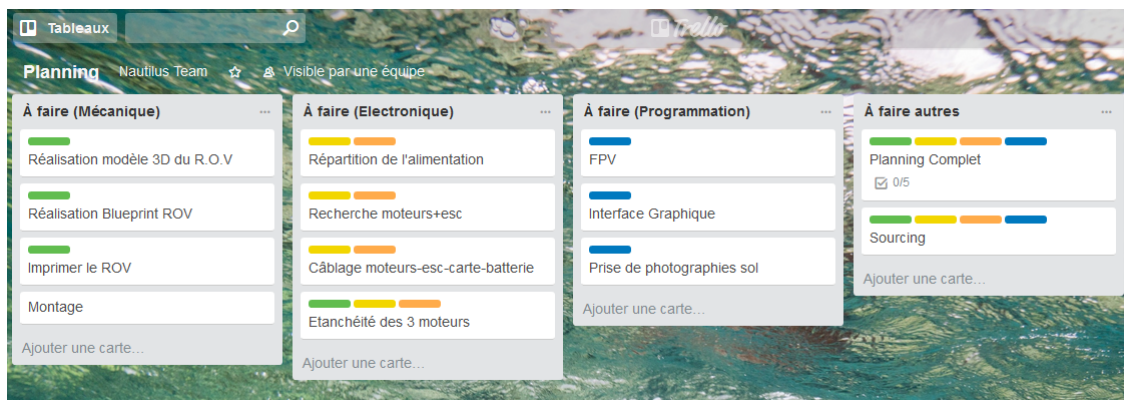 Tableaux
Trello
Planning Nautilus Team Visible par une équipe
À faire (Mécanique)
Réalisation modèle 3D du R.O.V
Réalisation Blueprint ROV
Imprimer le ROV
Montage
Ajouter une carte...
À faire (Electronique)
Répartition de l'alimentation
Recherche moteurs+esc
Câblage moteurs-esc-carte-batterie
Etanchéité des 3 moteurs
Ajouter une carte...
À faire (Programmation)
FPV
Interface Graphique
Prise de photographies sol
Ajouter une carte...
À faire autres
Planning Complet
0/5
Sourcing
Ajouter une carte...